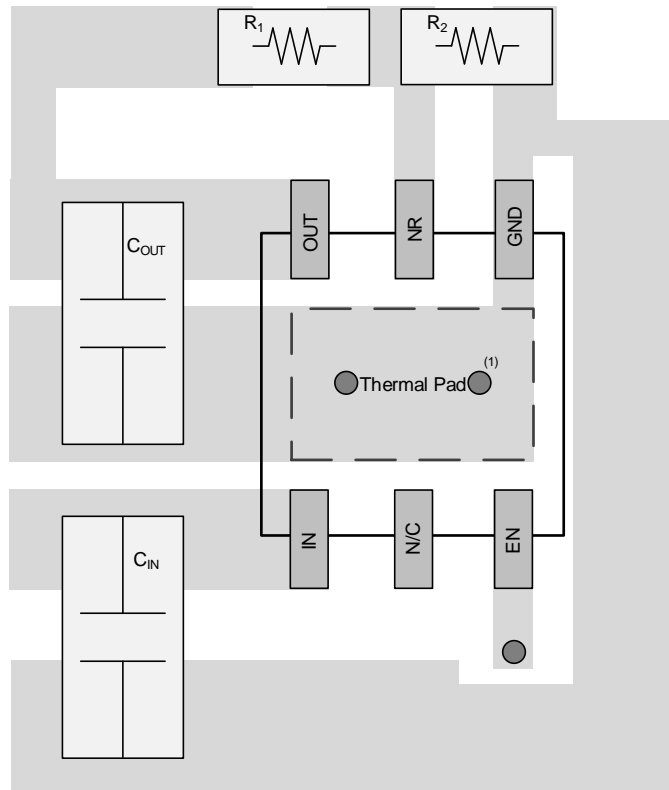 R1
R2
OUT
NR
GND
COUT
(1)
Thermal Pad
IN
N/C
EN
CIN